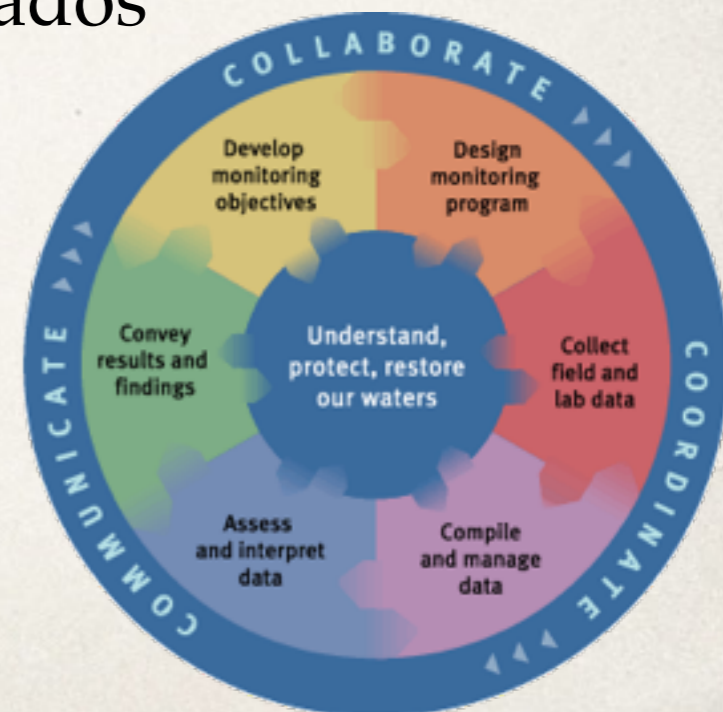 COLLABORATE
Develop
monitoring
objectives
Design
monitoring
program
Collect
field and
lab data
Compile
and manage
data
Assess
and interpret
data
Convey
results and
findings
Understand,
protect, restore
our waters
COORDINATE
COMMUNICATE